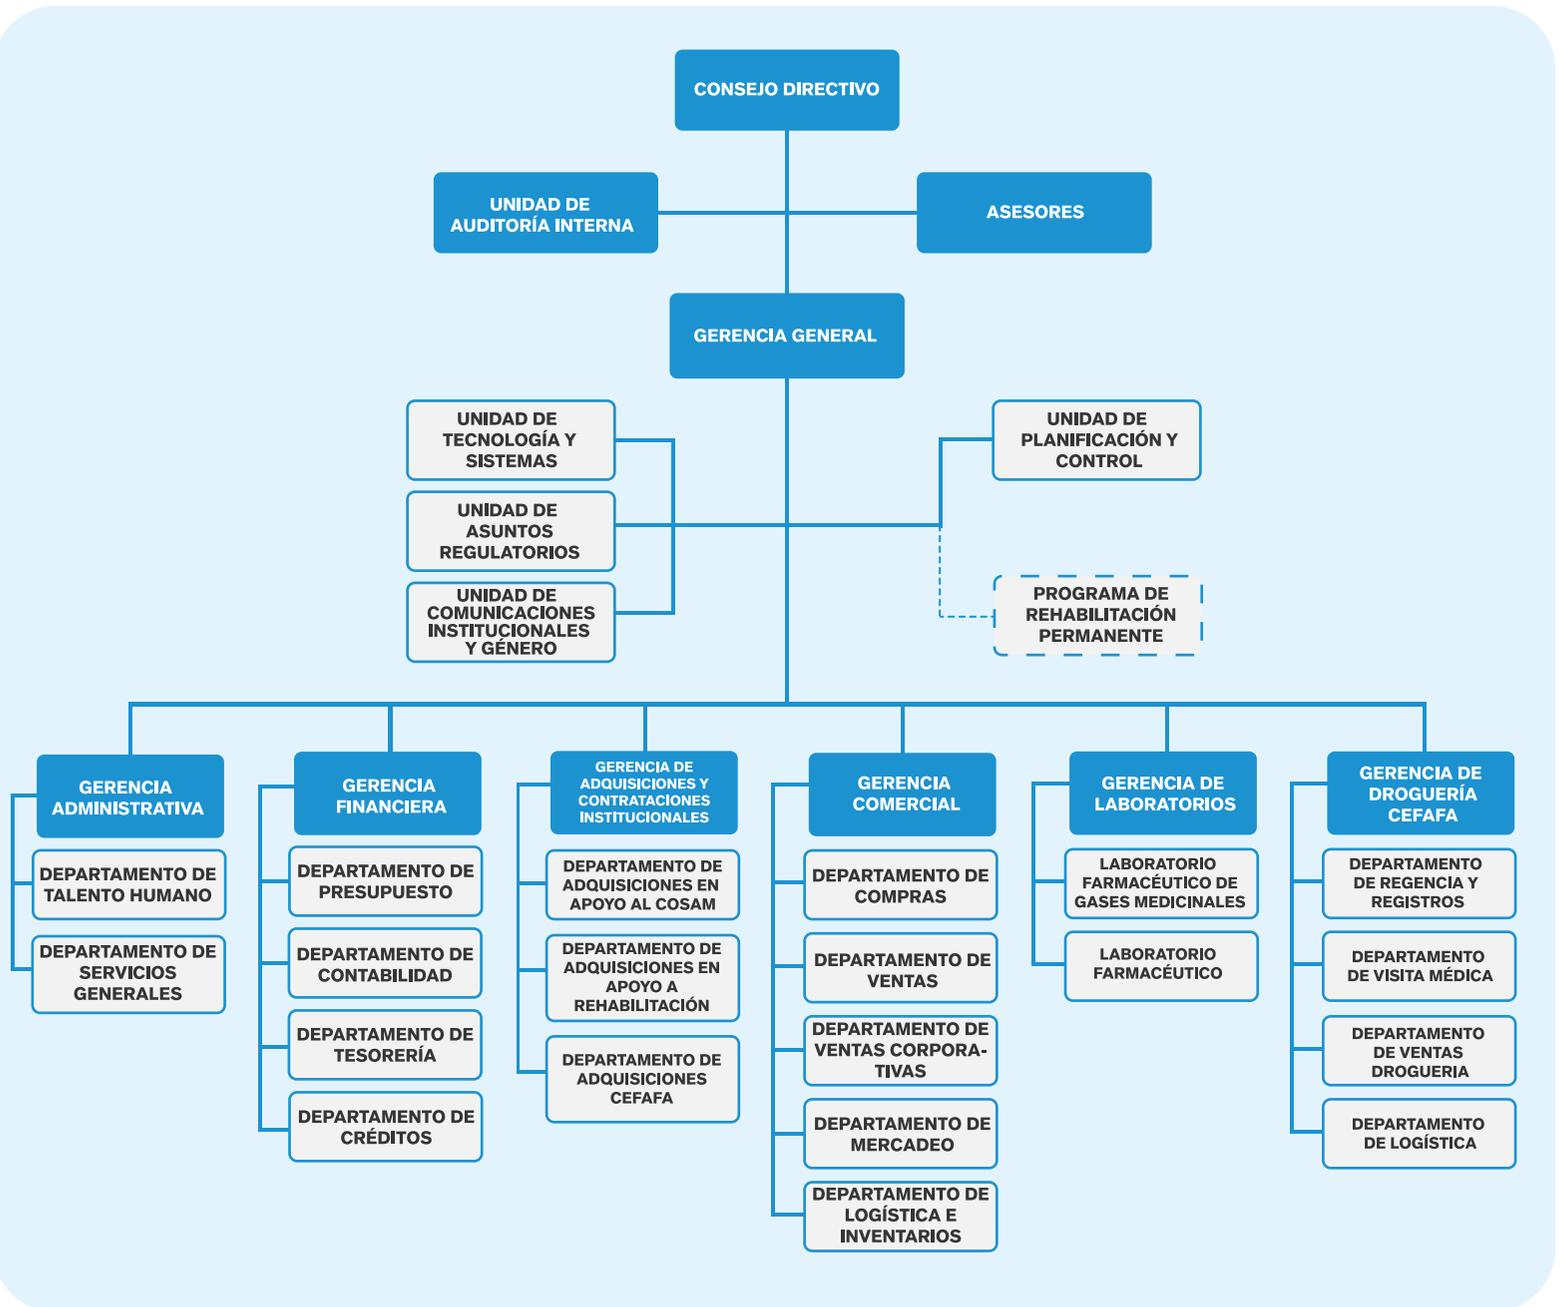 CONSEJO DIRECTIVO
UNIDAD DE
AUDITORÍA INTERNA
ASESORES
GERENCIA GENERAL
UNIDAD DE
TECNOLOGÍA Y
SISTEMAS
UNIDAD DE
PLANIFICACIÓN Y
CONTROL
UNIDAD DE
ASUNTOS
REGULATORIOS
UNIDAD DE
COMUNICACIONES
INSTITUCIONALES
Y GÉNERO
PROGRAMA DE
REHABILITACIÓN
PERMANENTE
GERENCIA
ADMINISTRATIVA
DEPARTAMENTO DE
TALENTO HUMANO
DEPARTAMENTO DE
SERVICIOS
GENERALES
GERENCIA
FINANCIERA
DEPARTAMENTO DE
PRESUPUESTO
DEPARTAMENTO DE
CONTABILIDAD
DEPARTAMENTO DE
TESORERÍA
DEPARTAMENTO DE
CRÉDITOS
GERENCIA DE
ADQUISICIONES Y
CONTRATACIONES
INSTITUCIONALES
DEPARTAMENTO DE
ADQUISICIONES EN
APOYO AL COSAM
DEPARTAMENTO DE
ADQUISICIONES EN
APOYO A
REHABILITACIÓN
DEPARTAMENTO DE
ADQUISICIONES
CEFAFA
GERENCIA
COMERCIAL
DEPARTAMENTO DE
COMPRAS
DEPARTAMENTO DE
VENTAS
DEPARTAMENTO DE
VENTAS CORPORA-
TIVAS
DEPARTAMENTO DE
MERCADEO
DEPARTAMENTO DE
LOGÍSTICA E
INVENTARIOS
GERENCIA DE
LABORATORIOS
LABORATORIO
FARMACÉUTICO DE
GASES MEDICINALES
LABORATORIO
FARMACÉUTICO
GERENCIA DE
DROGUERÍA
CEFAFA
DEPARTAMENTO
DE REGENCIA Y
REGISTROS
DEPARTAMENTO
DE VISITA MÉDICA
DEPARTAMENTO
DE VENTAS
DROGUERIA
DEPARTAMENTO
DE LOGÍSTICA